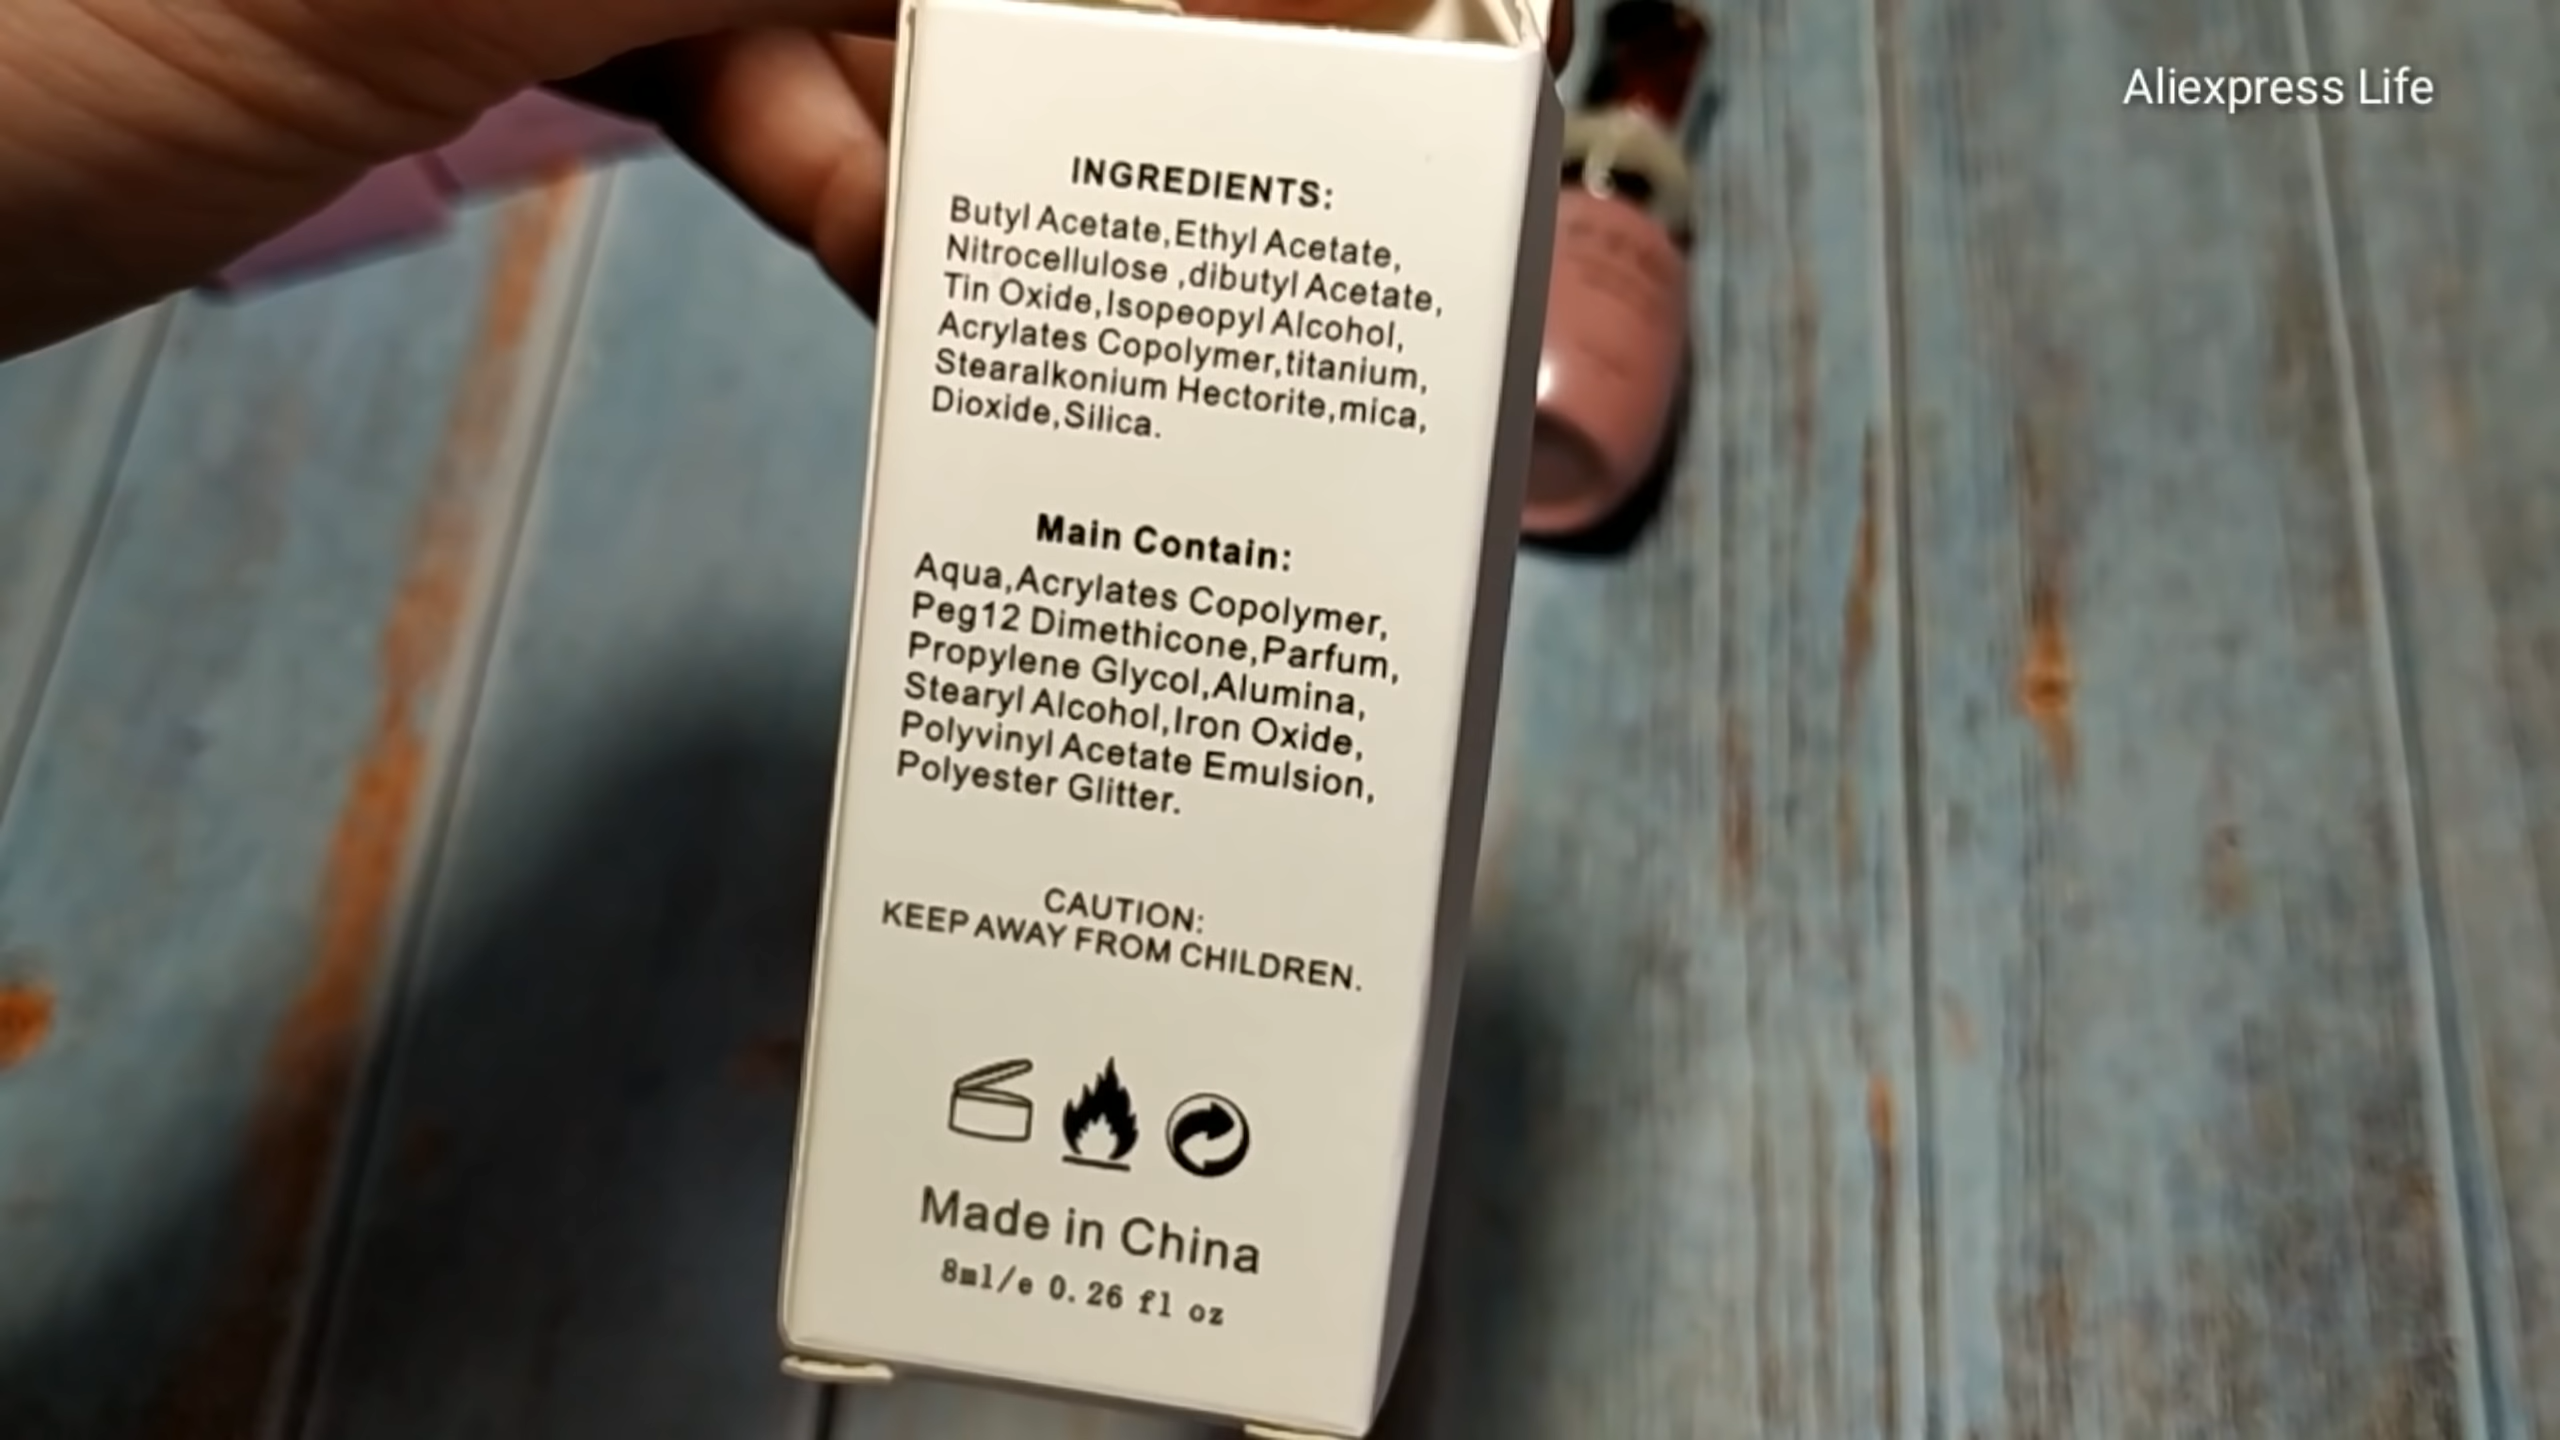 Aliexpress Life
INGREDIENTS:
Butyl Acetate,Ethyl Acetate,
Nitrocellulose ,dibutyl Acetate,
Tin Oxide,Isopeopyl Alcohol,
Acrylates Copolymer,titanium,
Stearalkonium Hectorite,mica,
Dioxide,Silica.
Main Contain:
Aqua,Acrylates Copolymer,
Peg12 Dimethicone,Parfum,
Propylene Glycol,Alumina,
Stearyl Alcohol,Iron Oxide,
Polyvinyl Acetate Emulsion,
Polyester Glitter.
CAUTION:
KEEP AWAY FROM CHILDREN.
Made in China
8ml/e 0.26 fl oz